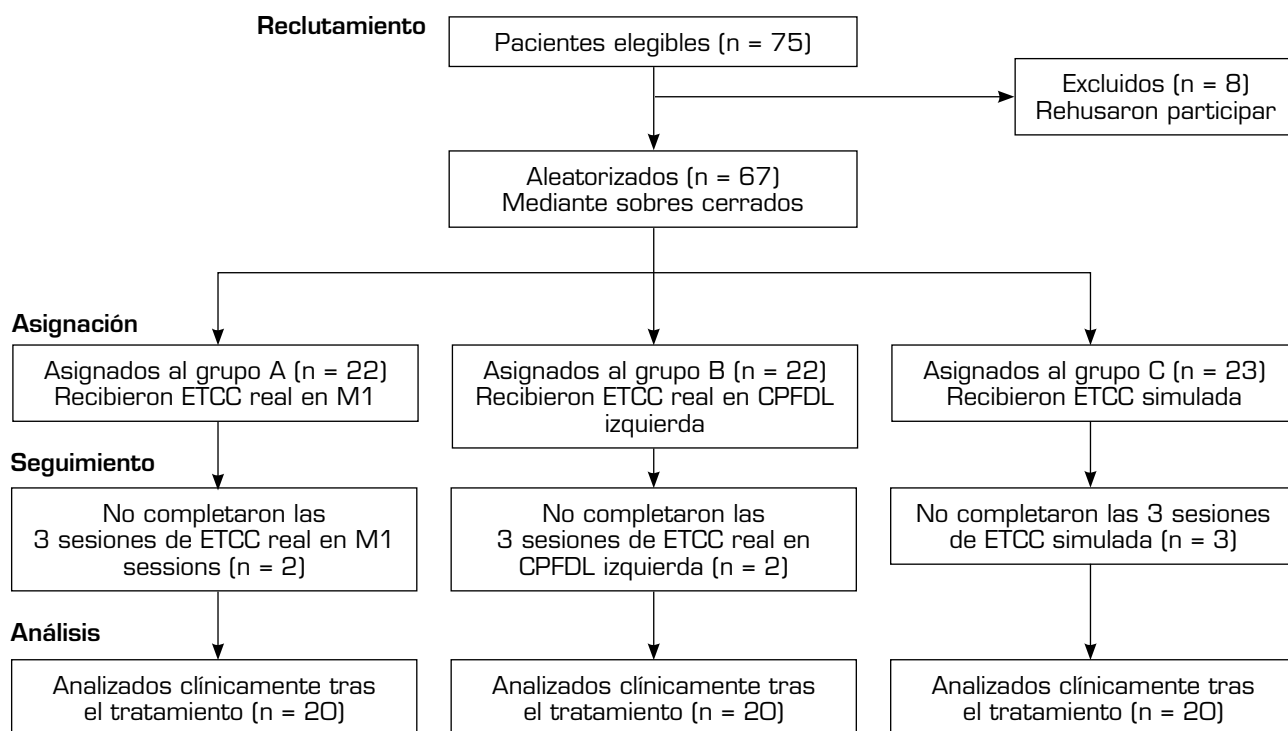 Reclutamiento
Pacientes elegibles (n = 75)
Excluidos (n = 8)
Rehusaron participar
Aleatorizados (n = 67)
Mediante sobres cerrados
Asignación
Asignados al grupo A (n = 22)
Recibieron ETCC real en M1
Asignados al grupo B (n = 22)
Recibieron ETCC real en CPFDL
izquierda
Asignados al grupo C (n = 23)
Recibieron ETCC simulada
Seguimiento
No completaron las
3 sesiones de ETCC real en M1
sessions (n = 2)
No completaron las
3 sesiones de ETCC real en
CPFDL izquierda (n = 2)
No completaron las 3 sesiones
de ETCC simulada (n = 3)
Análisis
Analizados clínicamente tras
el tratamiento (n = 20)
Analizados clínicamente tras
el tratamiento (n = 20)
Analizados clínicamente tras
el tratamiento (n = 20)